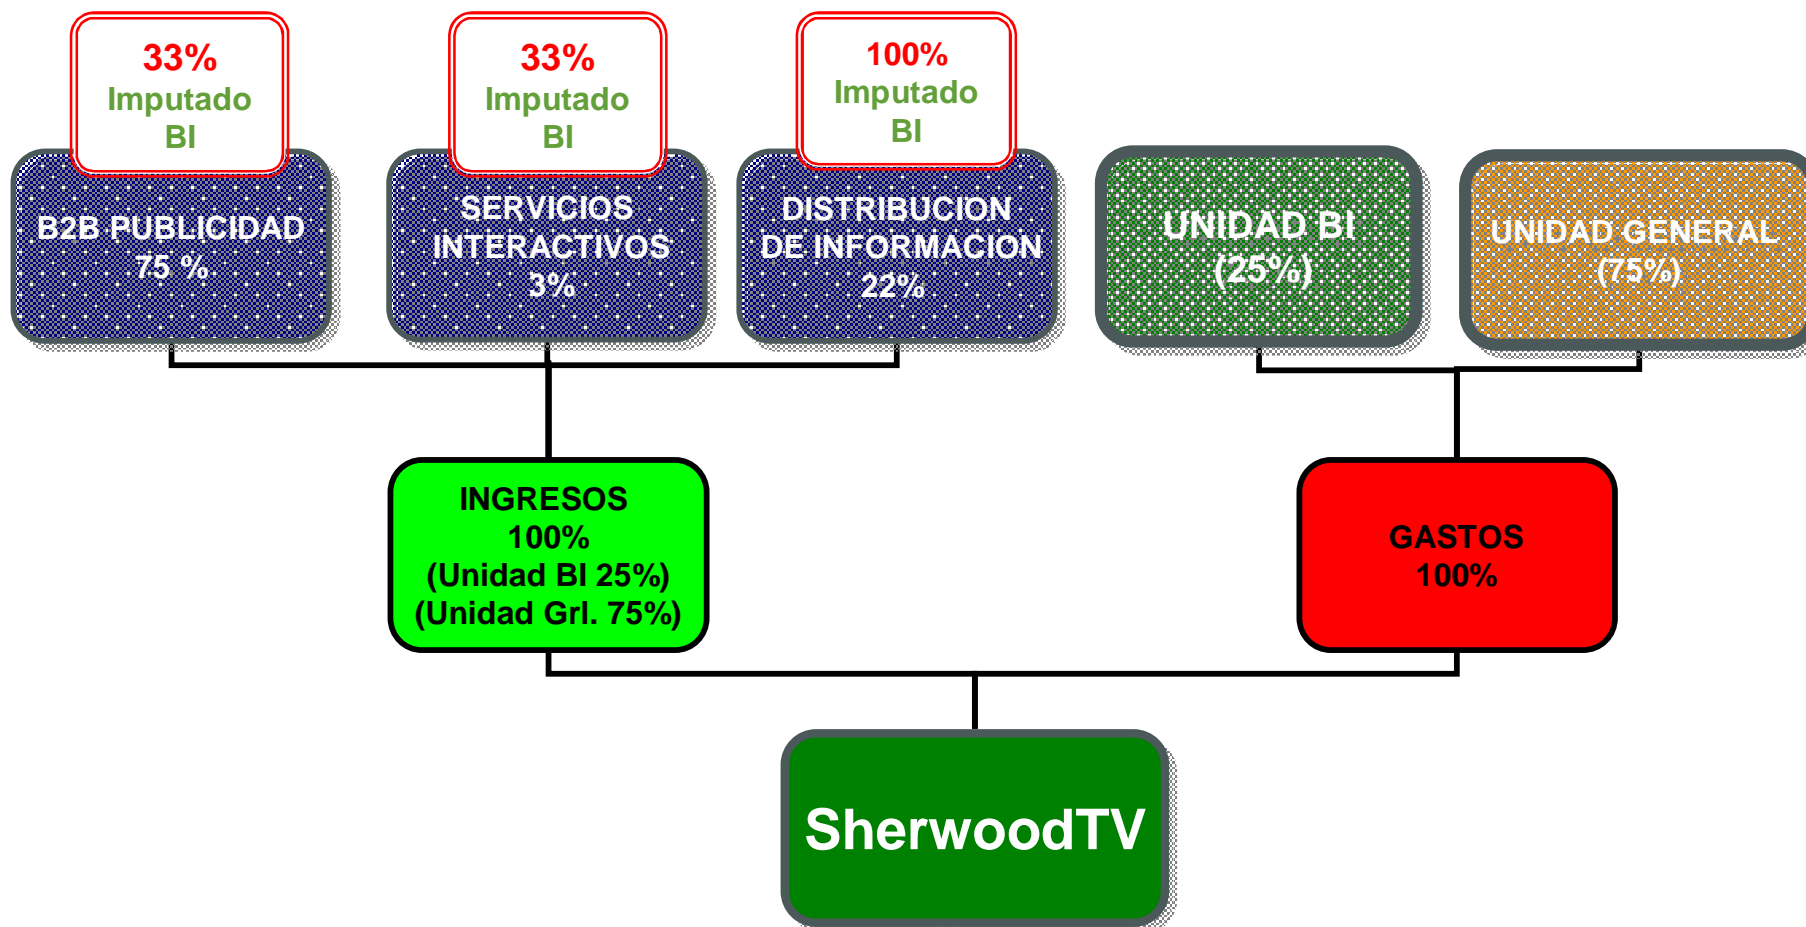 33%
Imputado
BI
33%
Imputado
BI
100%
Imputado
BI
B2B PUBLICIDAD
75 %
SERVICIOS
INTERACTIVOS
3%
DISTRIBUCION
DE INFORMACION
22%
UNIDAD BI
(25%)
UNIDAD GENERAL
(75%)
INGRESOS
100%
(Unidad BI 25%)
(Unidad Grl. 75%)
GASTOS
100%
SherwoodTV